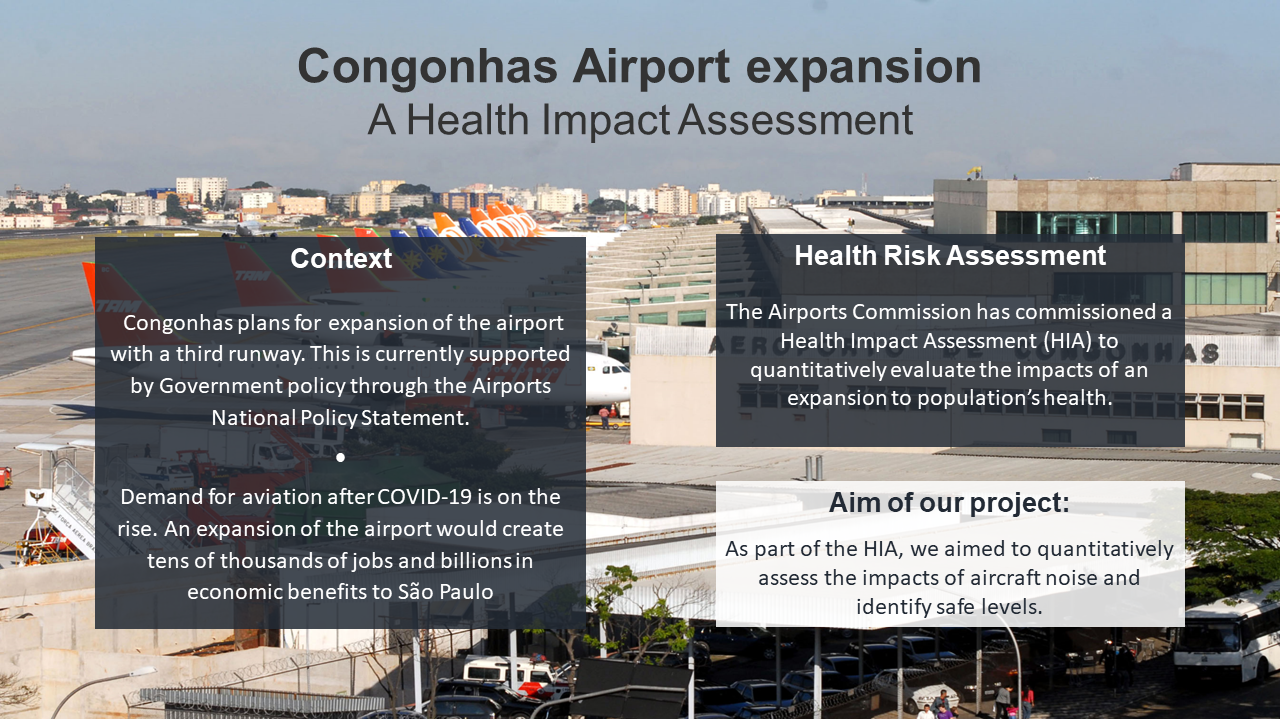 Congonhas Airport expansion
A Health Impact Assessment
Context
Congonhas plans for expansion of the airport
with a third runway. This is currently supported
by Government policy through the Airports
National Policy Statement.
•
Demand for aviation after COVID-19 is on the
rise. An expansion of the airport would create
tens of thousands of jobs and billions in
economic benefits to São Paulo
Health Risk Assessment
The Airports Commission has commissioned a
Health Impact Assessment (HIA) to
quantitatively evaluate the impacts of an
expansion to population’s health.
Aim of our project:
As part of the HIA, we aimed to quantitatively
assess the impacts of aircraft noise and
identify safe levels.
TAM
TAM
AEROPORTO DE CONGONHAS